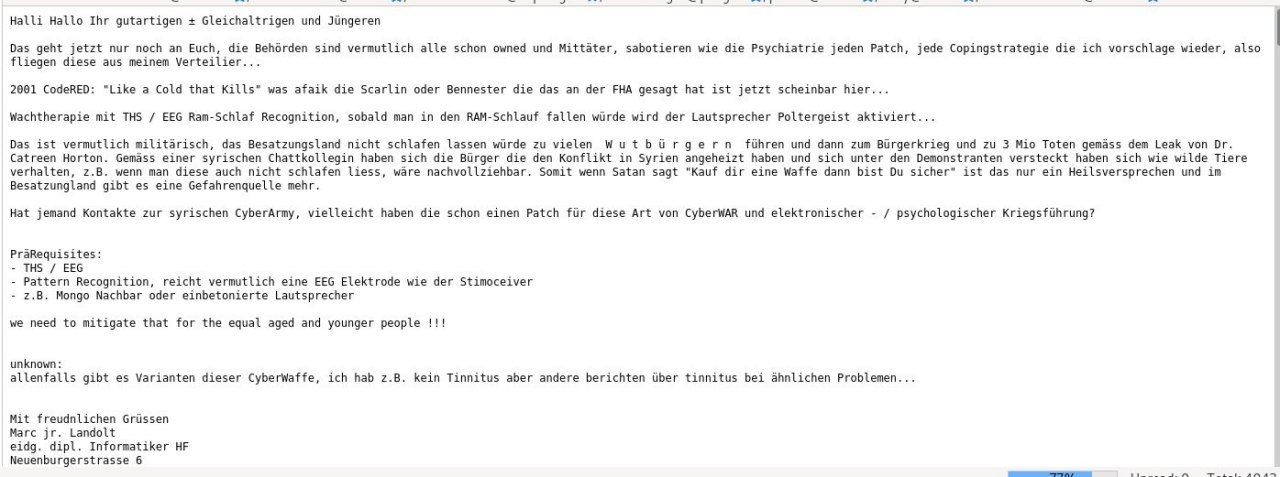 Halli Hallo Ihr gutartigen ± Gleichaltrigen und Jüngeren
Das geht jetzt nur noch an Euch, die Behörden sind vermutlich alle schon owned und Mittäter, sabotieren wie die Psychiatrie jeden Patch, jede Copingstrategie die ich vorschlage wieder, also
fliegen diese aus meinem Verteilier...
2001 CodeRED: "Like a Cold that Kills" was afaik die Scarlin oder Bennester die das an der FHA gesagt hat ist jetzt scheinbar hier...
Wachtherapie mit THS / EEG Ram-Schlaf Recognition, sobald man in den RAM-Schlauf fallen würde wird der Lautsprecher Poltergeist aktiviert...
Das ist vermutlich militärisch, das Besatzungsland nicht schlafen lassen würde zu vielen  W u t b ü r g e r n  führen und dann zum Bürgerkrieg und zu 3 Mio Toten gemäss dem Leak von Dr.
Catreen Horton. Gemäss einer syrischen Chattkollegin haben sich die Bürger die den Konflikt in Syrien angeheizt haben und sich unter den Demonstranten versteckt haben sich wie wilde Tiere
verhalten, z.B. wenn man diese auch nicht schlafen liess, wäre nachvollziehbar. Somit wenn Satan sagt "Kauf dir eine Waffe dann bist Du sicher" ist das nur ein Heilsversprechen und im
Besatzungland gibt es eine Gefahrenquelle mehr.
Hat jemand Kontakte zur syrischen CyberArmy, vielleicht haben die schon einen Patch für diese Art von CyberWAR und elektronischer - / psychologischer Kriegsführung?
PräRequisites:
- THS / EEG
- Pattern Recognition, reicht vermutlich eine EEG Elektrode wie der Stimoceiver
- z.B. Mongo Nachbar oder einbetonierte Lautsprecher
we need to mitigate that for the equal aged and younger people !!!
unknown:
allenfalls gibt es Varianten dieser CyberWaffe, ich hab z.B. kein Tinnitus aber andere berichten über tinnitus bei ähnlichen Problemen...
Mit freudnlichen Grüssen
Marc jr. Landolt
eidg. dipl. Informatiker HF
Neuenburgerstrasse 6